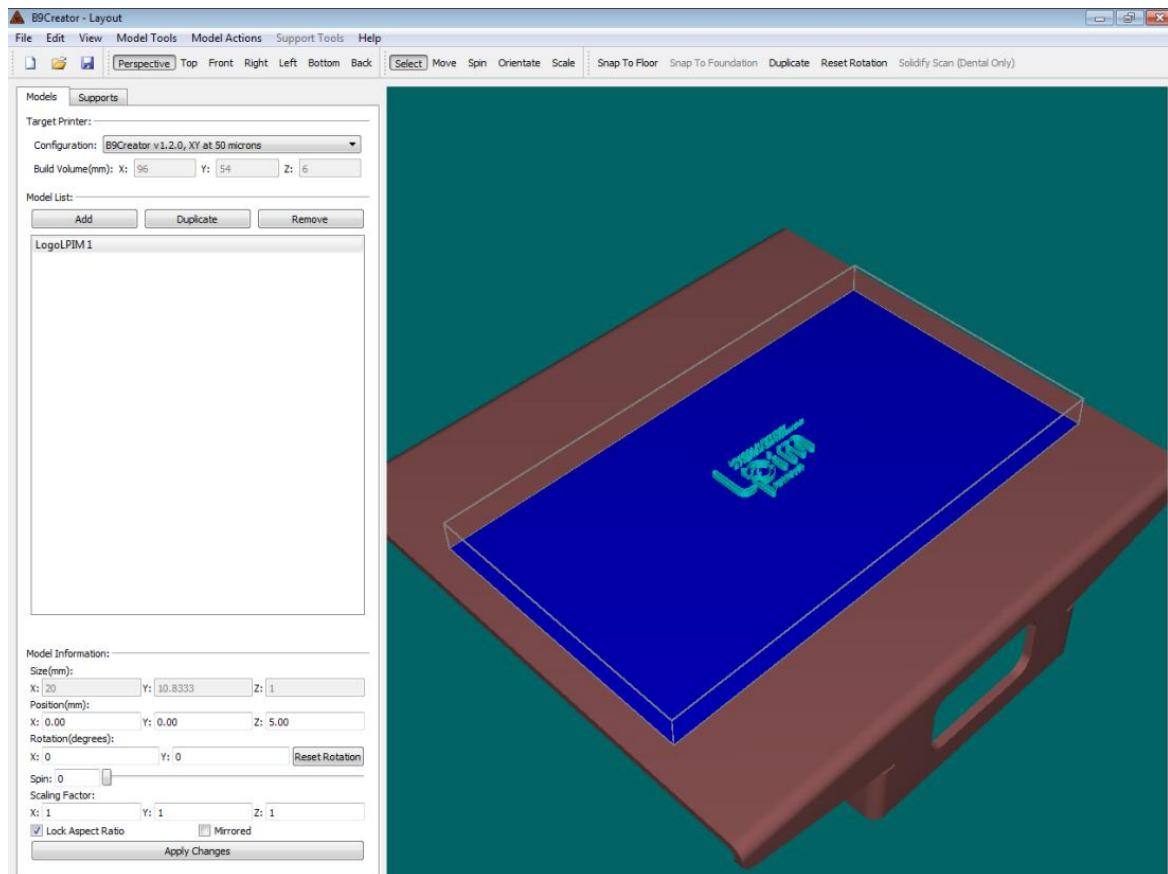 B9Creator - Layout
File Edit View Model Tools Model Actions Support Tools Help
Perspective Top Front Right Left Bottom Back Select Move Spin Orientate Scale Snap To Floor Snap To Foundation Duplicate Reset Rotation Solidify Scan (Dental Only)
Models Supports
Target Printer:
Configuration: B9Creator v1.2.0, XY at 50 microns
Build Volume(mm): X: 96 Y: 54 Z: 6
Model List:
Add Duplicate Remove
LogoLPIM 1
Model Information:
Size(mm):
X: 20 Y: 10.8333 Z: 1
Position(mm):
X: 0.00 Y: 0.00 Z: 5.00
Rotation(degrees):
X: 0 Y: 0 Reset Rotation
Spin: 0
Scaling Factor:
X: 1 Y: 1 Z: 1
Lock Aspect Ratio Mirrored
Apply Changes